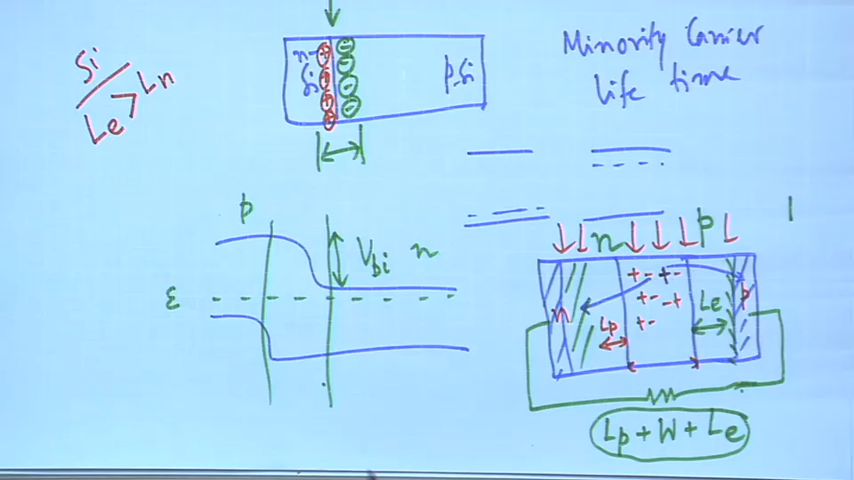 Si
Le > Ln
n-
Si
p-Si
Minority Carrier
life time
p
Vbi
n
ε
n
p
+ - + -
+ - - +
+ -
n
Lp
Le
p
Lp + W + Le